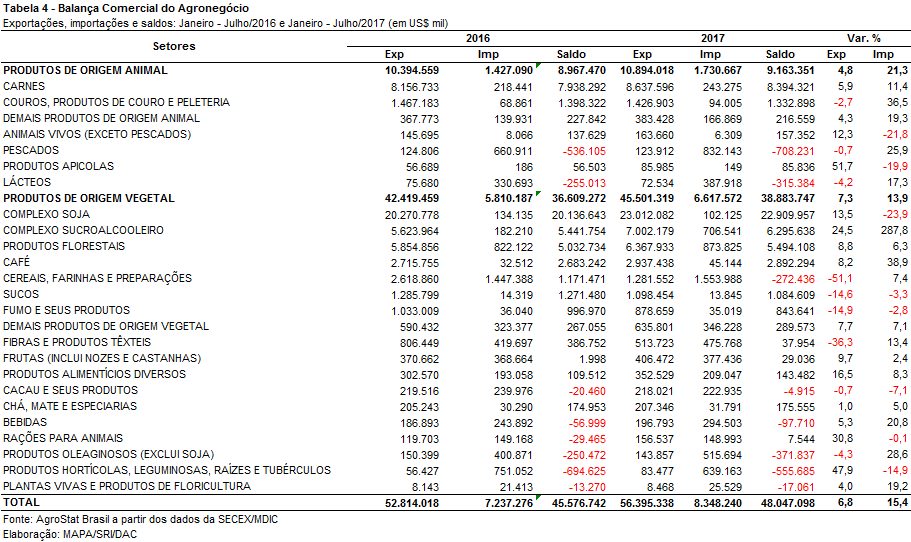 Tabela 4 - Balança Comercial do Agronegócio
Exportações, importações e saldos: Janeiro - Julho/2016 e Janeiro - Julho/2017 (em US$ mil)
Setores 2016 2017 Var. %
Exp Imp Saldo Exp Imp Saldo Exp Imp
PRODUTOS DE ORIGEM ANIMAL 10.394.559 1.427.090 8.967.470 10.894.018 1.730.667 9.163.351 4,8 21,3
CARNES 8.156.733 218.441 7.938.292 8.637.596 243.275 8.394.321 5,9 11,4
COUROS, PRODUTOS DE COURO E PELETERIA 1.467.183 68.861 1.398.322 1.426.903 94.005 1.332.898 -2,7 36,5
DEMAIS PRODUTOS DE ORIGEM ANIMAL 367.773 139.931 227.842 383.428 166.869 216.559 4,3 19,3
ANIMAIS VIVOS (EXCETO PESCADOS) 145.695 8.066 137.629 163.660 6.309 157.352 12,3 -21,8
PESCADOS 124.806 660.911 -536.105 123.912 832.143 -708.231 -0,7 25,9
PRODUTOS APICOLAS 56.689 186 56.503 85.985 149 85.836 51,7 -19,9
LÁCTEOS 75.680 330.693 -255.013 72.534 387.918 -315.384 -4,2 17,3
PRODUTOS DE ORIGEM VEGETAL 42.419.459 5.810.187 36.609.272 45.501.319 6.617.572 38.883.747 7,3 13,9
COMPLEXO SOJA 20.270.778 134.135 20.136.643 23.012.082 102.125 22.909.957 13,5 -23,9
COMPLEXO SUCROALCOOLEIRO 5.623.964 182.210 5.441.754 7.002.179 706.541 6.295.638 24,5 287,8
PRODUTOS FLORESTAIS 5.854.856 822.122 5.032.734 6.367.933 873.825 5.494.108 8,8 6,3
CAFÉ 2.715.755 32.512 2.683.242 2.937.438 45.144 2.892.294 8,2 38,9
CEREAIS, FARINHAS E PREPARAÇÕES 2.618.860 1.447.388 1.171.471 1.281.552 1.553.988 -272.436 -51,1 7,4
SUCOS 1.285.799 14.319 1.271.480 1.098.454 13.845 1.084.609 -14,6 -3,3
FUMO E SEUS PRODUTOS 1.033.009 36.040 996.970 878.659 35.019 843.641 -14,9 -2,8
DEMAIS PRODUTOS DE ORIGEM VEGETAL 590.432 323.377 267.055 635.801 346.228 289.573 7,7 7,1
FIBRAS E PRODUTOS TÊXTEIS 806.449 419.697 386.752 513.723 475.768 37.954 -36,3 13,4
FRUTAS (INCLUI NOZES E CASTANHAS) 370.662 368.664 1.998 406.472 377.436 29.036 9,7 2,4
PRODUTOS ALIMENTÍCIOS DIVERSOS 302.570 193.058 109.512 352.529 209.047 143.482 16,5 8,3
CACAU E SEUS PRODUTOS 219.516 239.976 -20.460 218.021 222.935 -4.915 -0,7 -7,1
CHÁ, MATE E ESPECIARIAS 205.243 30.290 174.953 207.346 31.791 175.555 1,0 5,0
BEBIDAS 186.893 243.892 -56.999 196.793 294.503 -97.710 5,3 20,8
RAÇÕES PARA ANIMAIS 119.703 149.168 -29.465 156.537 148.993 7.544 30,8 -0,1
PRODUTOS OLEAGINOSOS (EXCLUI SOJA) 150.399 400.871 -250.472 143.857 515.694 -371.837 -4,3 28,6
PRODUTOS HORTÍCOLAS, LEGUMINOSAS, RAÍZES E TUBÉRCULOS 56.427 751.052 -694.625 83.477 639.163 -555.685 47,9 -14,9
PLANTAS VIVAS E PRODUTOS DE FLORICULTURA 8.143 21.413 -13.270 8.468 25.529 -17.061 4,0 19,2
TOTAL 52.814.018 7.237.276 45.576.742 56.395.338 8.348.240 48.047.098 6,8 15,4
Fonte: AgroStat Brasil a partir dos dados da SECEX/MDIC
Elaboração: MAPA/SRI/DAC